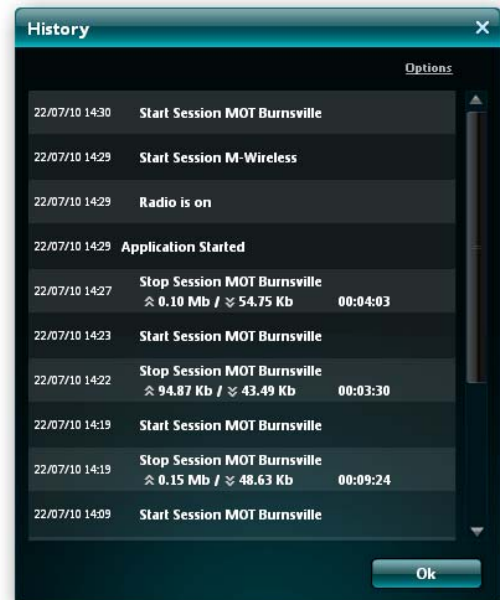 History
Options
22/07/10 14:30 Start Session MOT Burnsville
22/07/10 14:29 Start Session M-Wireless
22/07/10 14:29 Radio is on
22/07/10 14:29 Application Started
22/07/10 14:27 Stop Session MOT Burnsville
0.10 Mb / 54.75 Kb 00:04:03
22/07/10 14:23 Start Session MOT Burnsville
22/07/10 14:22 Stop Session MOT Burnsville
94.87 Kb / 43.49 Kb 00:03:30
22/07/10 14:19 Start Session MOT Burnsville
22/07/10 14:19 Stop Session MOT Burnsville
0.15 Mb / 48.63 Kb 00:09:24
22/07/10 14:09 Start Session MOT Burnsville
Ok